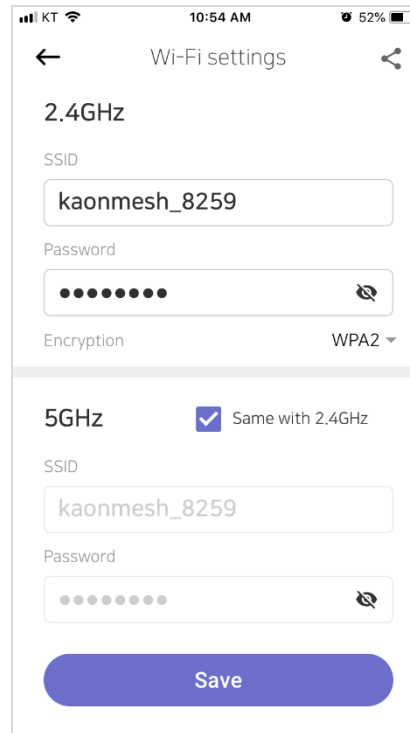 KT 10:54 AM 52%
Wi-Fi settings
2.4GHz
SSID
kaonmesh_8259
Password
●●●●●●●●
Encryption WPA2
5GHz Same with 2.4GHz
SSID
kaonmesh_8259
Password
●●●●●●●●
Save